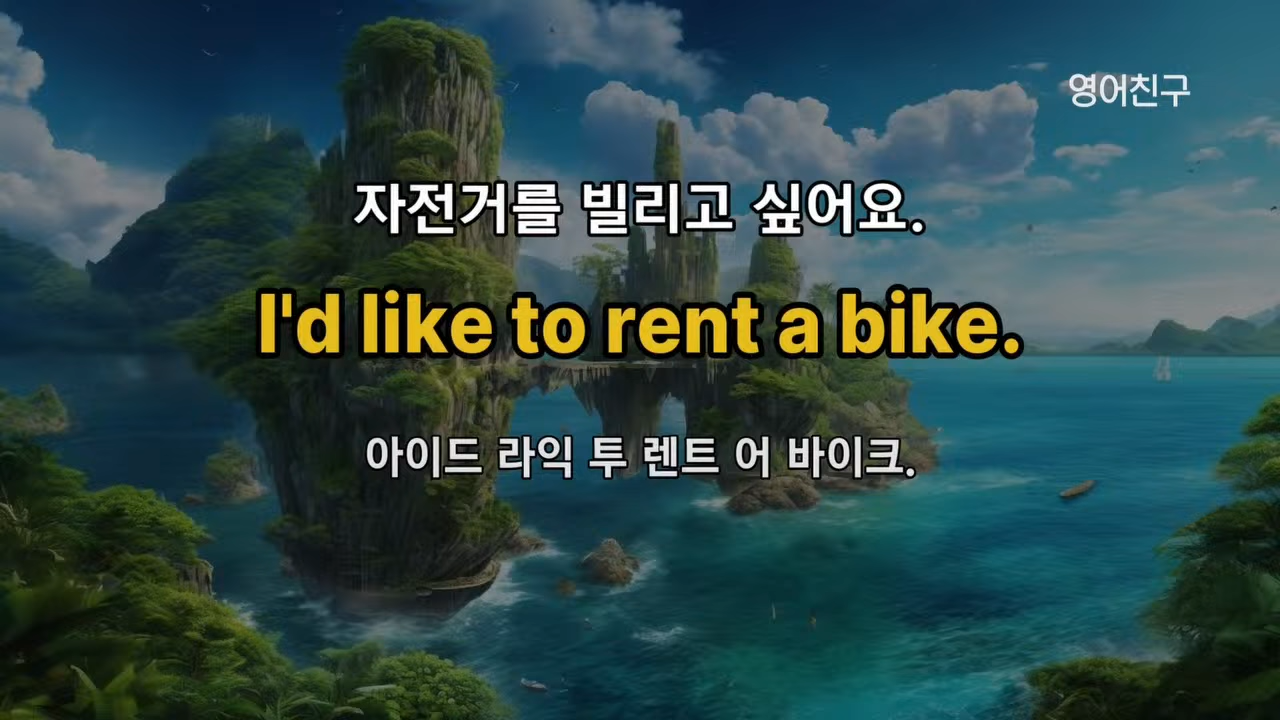 영어친구
자전거를 빌리고 싶어요.
I'd like to rent a bike.
아이드 라익 투 렌트 어 바이크.